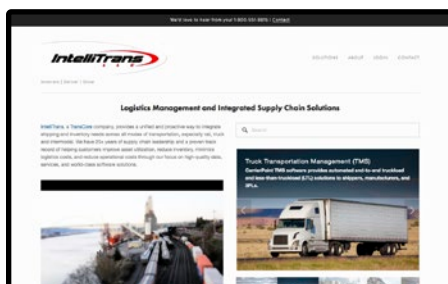 We'd love to hear from you! 1-800-551-8875 | Contact
IntelliTrans
SOLUTIONS ABOUT LOGIN CONTACT
Logistics Management and Integrated Supply Chain Solutions
IntelliTrans, a TransCore company, provides a unified and proactive way to integrate
shipping and inventory needs across all modes of transportation, especially rail, truck
and intermodal. We have 20+ years of supply chain leadership and a proven track
record of helping customers improve asset utilization, reduce inventory, minimize
logistics costs, and reduce operational costs through our focus on high quality data,
services, and world-class software solutions.
Search
Truck Transportation Management (TMS)
CenterPoint TMS software provides automated end-to-end truckload
and less-than-truckload (LTL) solutions to shippers, manufacturers, and
3PLs.